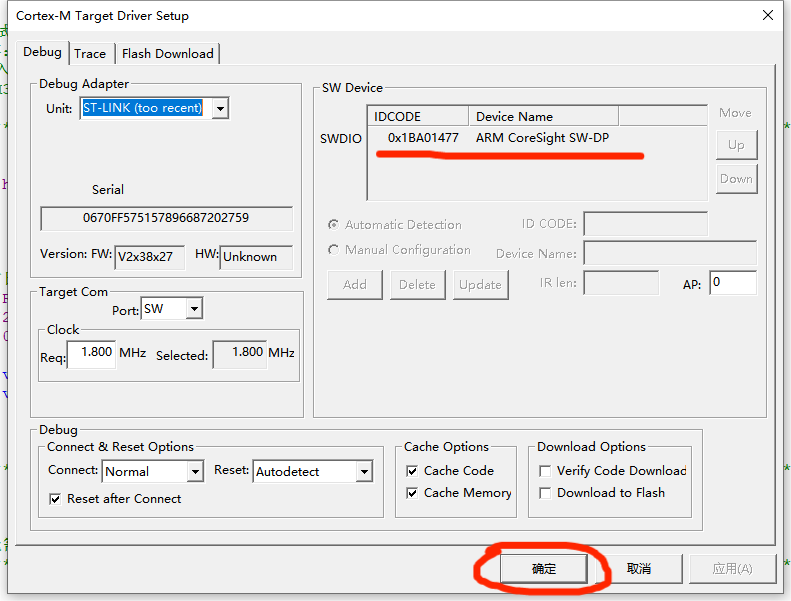 Cortex-M Target Driver Setup
Debug Trace Flash Download
Debug Adapter
Unit: ST-LINK (too recent)
Serial
0670FF575157896687202759
Version: FW: V2x38x27 HW: Unknown
Target Com
Port: SW
Clock
Req: 1.800 MHz Selected: 1.800 MHz
SW Device
IDCODE Device Name Move
SWDIO 0x1BA01477 ARM CoreSight SW-DP Up
Down
Automatic Detection ID CODE:
Manual Configuration Device Name:
Add Delete Update IR len: AP: 0
Debug
Connect & Reset Options
Connect: Normal Reset: Autodetect
Reset after Connect
Cache Options
Cache Code
Cache Memory
Download Options
Verify Code Download
Download to Flash
确定 取消 应用(A)